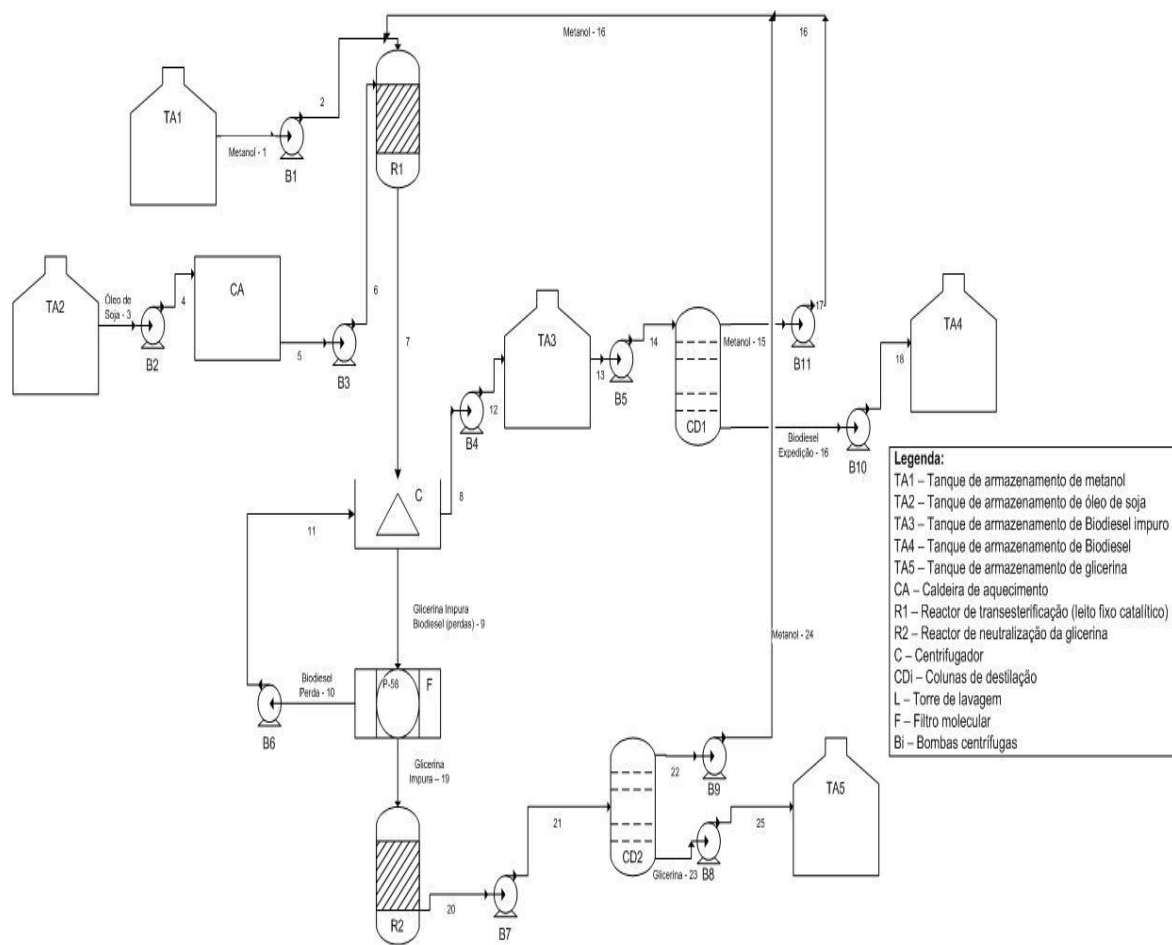 Metanol - 16
16
TA1
2
Metanol - 1
B1
R1
TA2
Óleo de
Soja - 3
4
B2
CA
5
B3
6
7
TA3
12
B4
13
B5
14
Metanol - 15
CD1
17
B11
Biodiesel
Expedição - 16
B10
18
TA4
C
8
11
Glicerina Impura
Biodiesel (perdas) - 9
Metanol - 24
Biodiesel
Perda - 10
B6
P-56
F
Glicerina
Impura – 19
R2
20
B7
21
CD2
22
B9
Glicerina - 23
B8
25
TA5
Legenda:
TA1 – Tanque de armazenamento de metanol
TA2 – Tanque de armazenamento de óleo de soja
TA3 – Tanque de armazenamento de Biodiesel impuro
TA4 – Tanque de armazenamento de Biodiesel
TA5 – Tanque de armazenamento de glicerina
CA – Caldeira de aquecimento
R1 – Reactor de transesterificação (leito fixo catalítico)
R2 – Reactor de neutralização da glicerina
C – Centrifugador
CDi – Colunas de destilação
L – Torre de lavagem
F – Filtro molecular
Bi – Bombas centrífugas